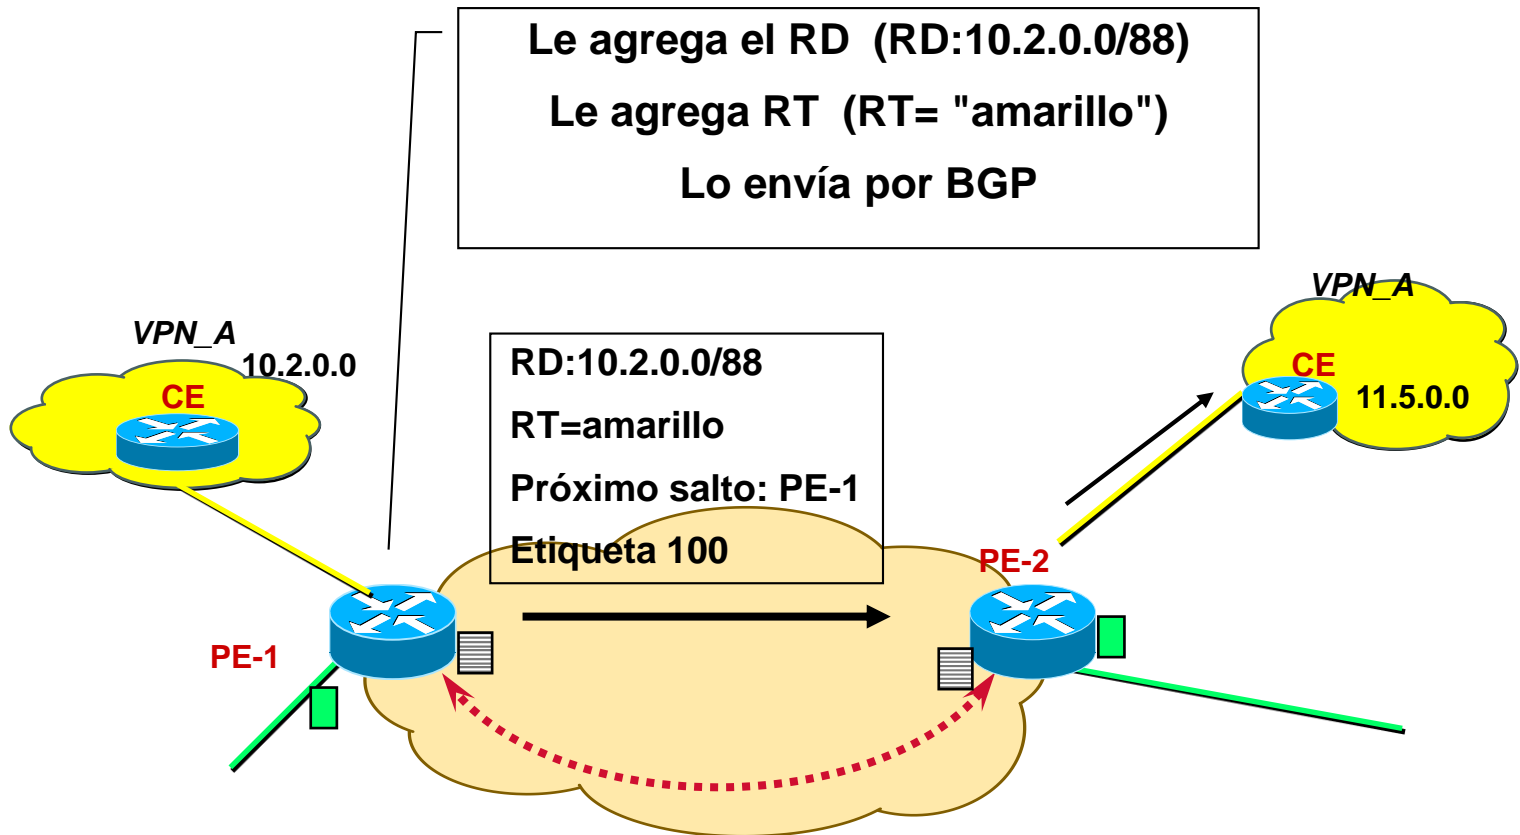 Le agrega el RD (RD:10.2.0.0/88)
Le agrega RT (RT= "amarillo")
Lo envía por BGP
VPN_A
10.2.0.0
CE
RD:10.2.0.0/88
RT=amarillo
Próximo salto: PE-1
Etiqueta 100
VPN_A
CE
11.5.0.0
PE-2
PE-1